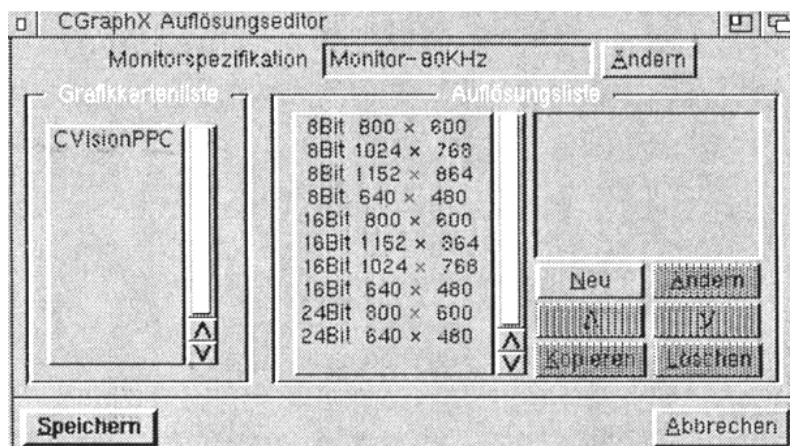 CGraphX Auflösungseditor
Monitorspezifikation Monitor-80KHz Ändern
Grafikkartenliste
CVisionPPC
Auflösungsliste
8Bit 800 × 600
8Bit 1024 × 768
8Bit 1152 × 864
8Bit 640 × 480
16Bit 800 × 600
16Bit 1152 × 864
16Bit 1024 × 768
16Bit 640 × 480
24Bit 800 × 600
24Bit 640 × 480
Neu Ändern
Kopieren Löschen
Speichern Abbrechen